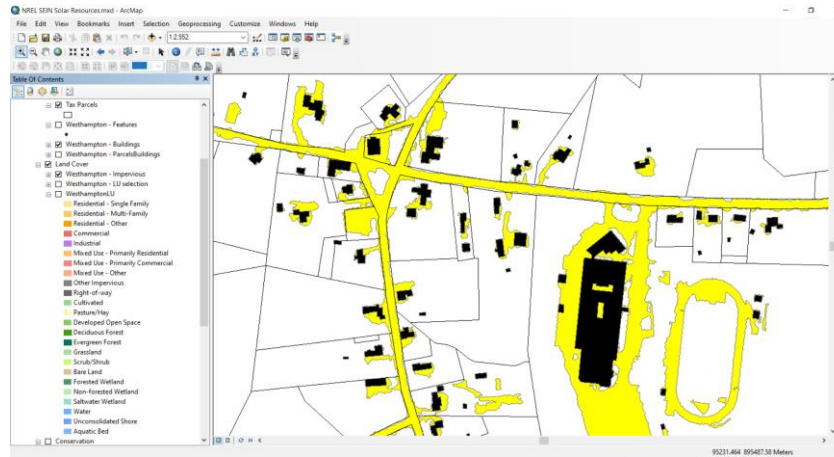 NREL SEIN Solar Resources.mxd - ArcMap
File Edit View Bookmarks Insert Selection Geoprocessing Customize Windows Help
1:2,552
Table Of Contents
Tax Parcels
Westhampton - Features
Westhampton - Buildings
Westhampton - ParcelsBuildings
Land Cover
Westhampton - Impervious
Westhampton - LU selection
WesthamptonLU
Residential - Single Family
Residential - Multi-Family
Residential - Other
Commercial
Industrial
Mixed Use - Primarily Residential
Mixed Use - Primarily Commercial
Mixed Use - Other
Other Impervious
Right-of-way
Cultivated
Pasture/Hay
Developed Open Space
Deciduous Forest
Evergreen Forest
Grassland
Scrub/Shrub
Bare Land
Forested Wetland
Non-forested Wetland
Saltwater Wetland
Water
Unconsolidated Shore
Aquatic Bed
Conservation
95231.464 895487.58 Meters